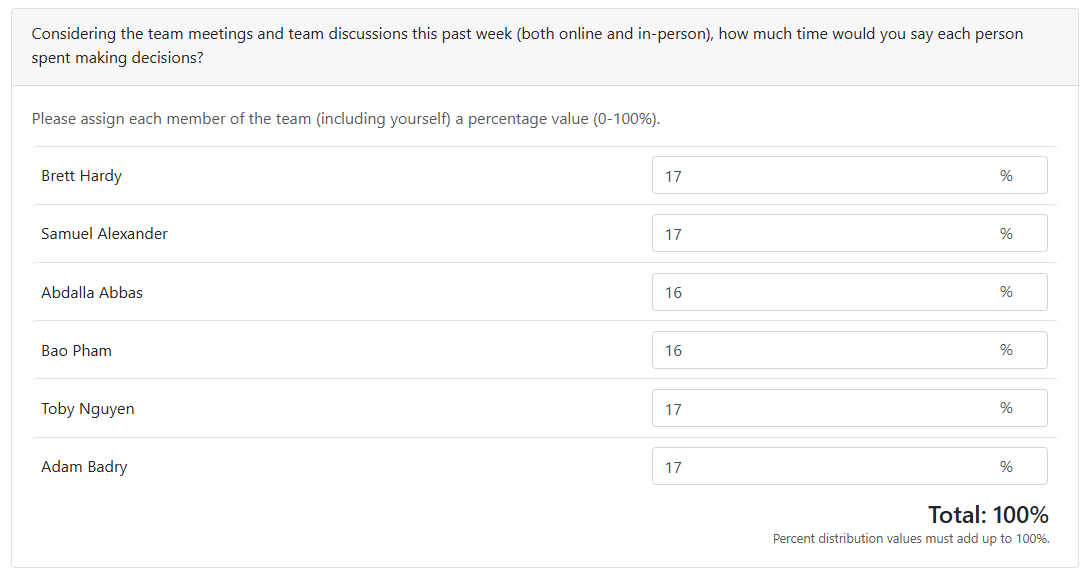 Considering the team meetings and team discussions this past week (both online and in-person), how much time would you say each person
spent making decisions?
Please assign each member of the team (including yourself) a percentage value (0-100%).
Brett Hardy 17 %
Samuel Alexander 17 %
Abdalla Abbas 16 %
Bao Pham 16 %
Toby Nguyen 17 %
Adam Badry 17 %
Total: 100%
Percent distribution values must add up to 100%.